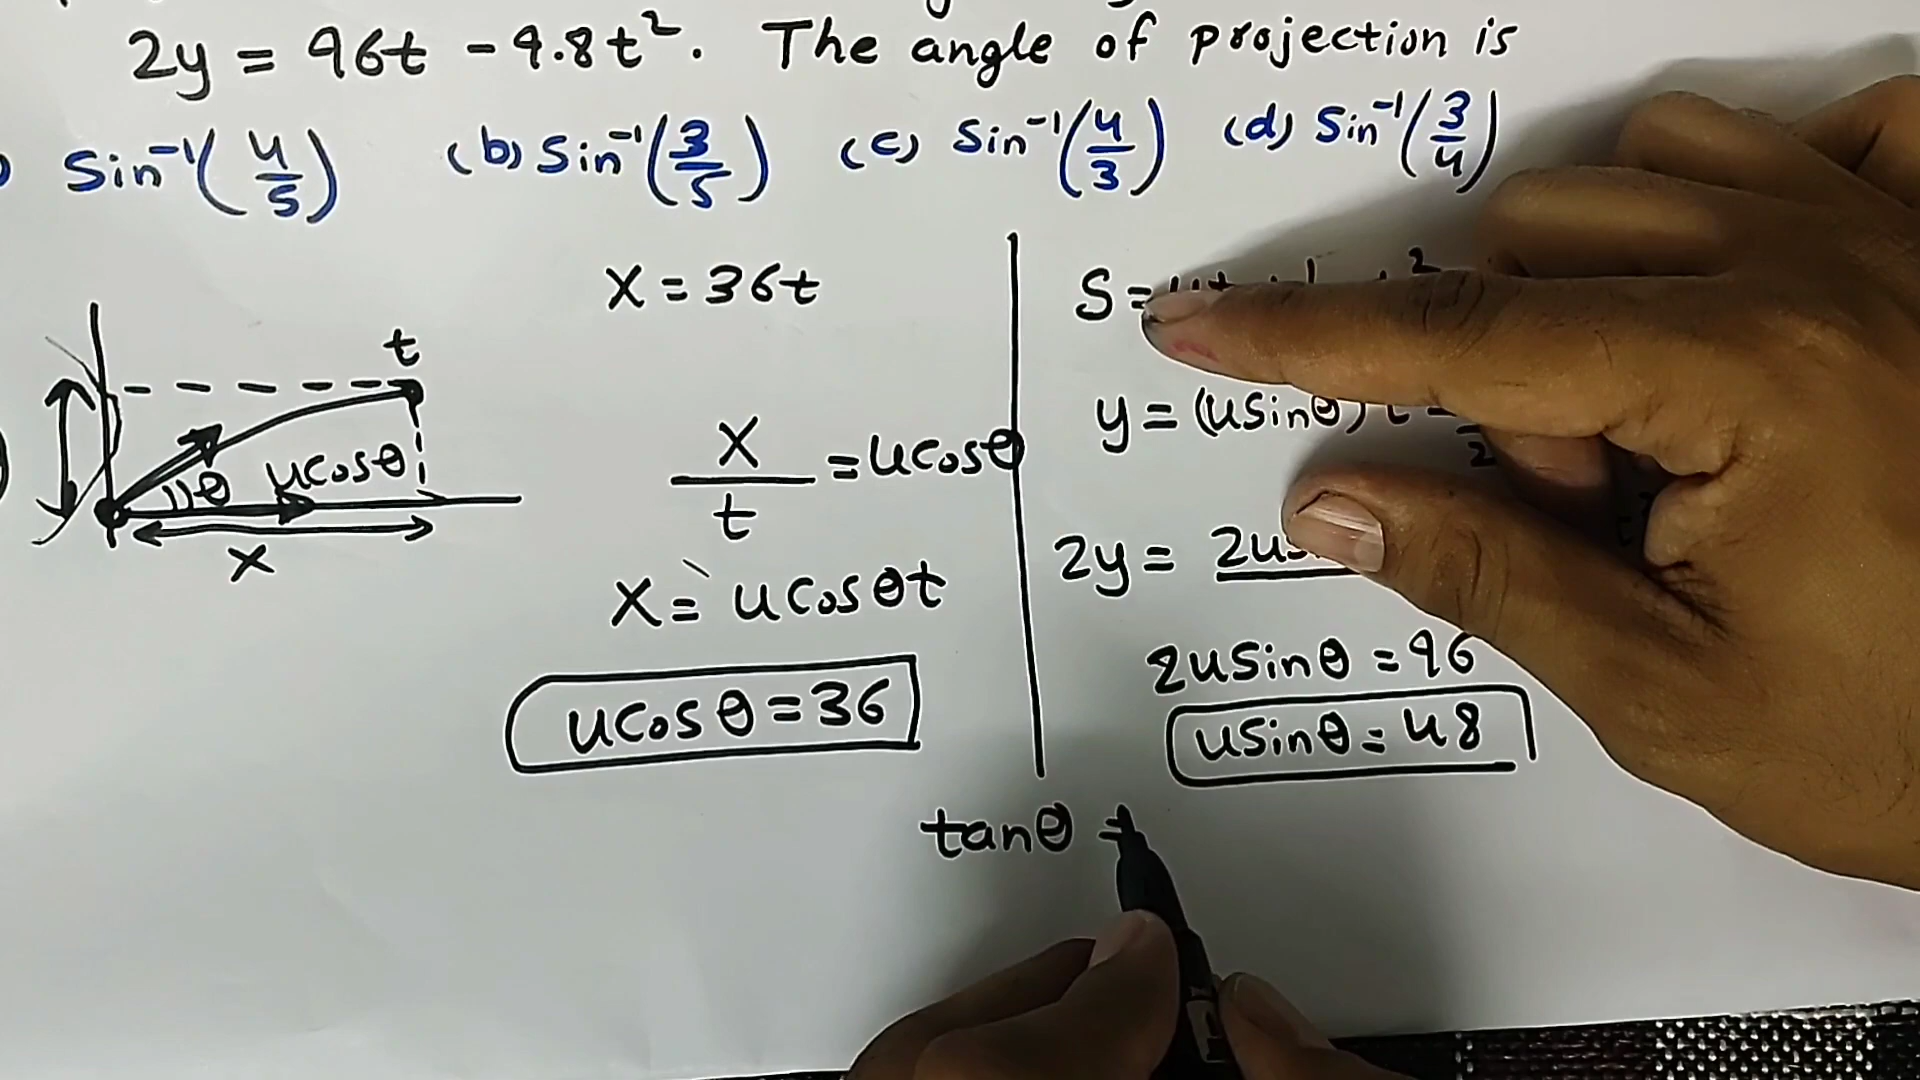 2y = 96t - 9.8t². The angle of projection is
Sin⁻¹(4/5) (b) Sin⁻¹(3/5) (c) Sin⁻¹(4/3) (d) Sin⁻¹(3/4)
X = 36t
S =
t
y = (usinθ)
X/t = ucosθ
ucosθ
θ
X
2y =
X = ucosθt
2usinθ = 96
ucosθ = 36
usinθ = 48
tanθ =